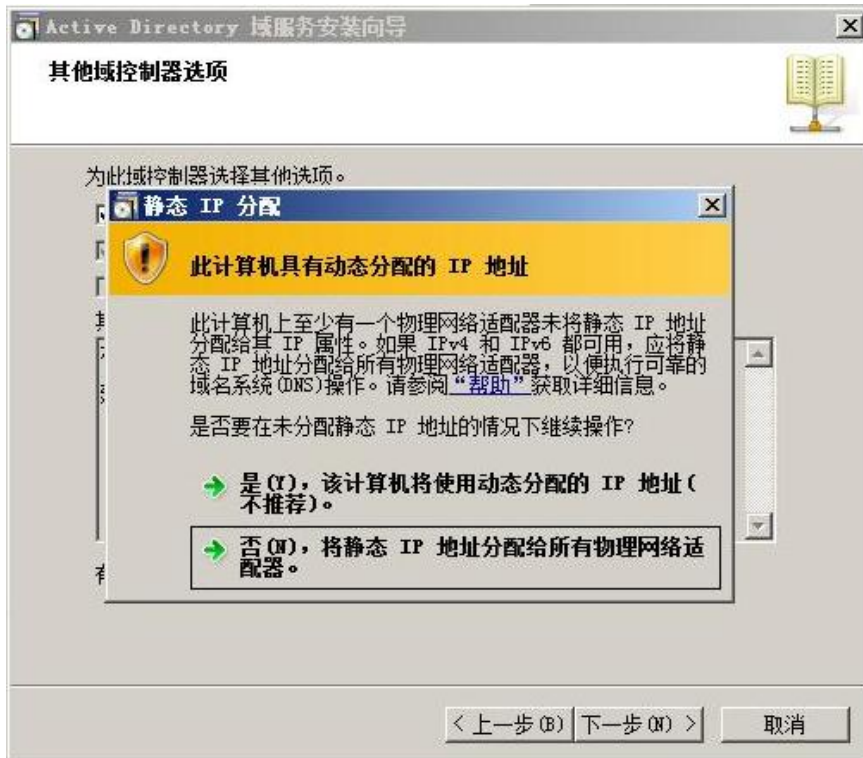 Active Directory 域服务安装向导
其他域控制器选项
为此域控制器选择其他选项。
静态 IP 分配
此计算机具有动态分配的 IP 地址
此计算机上至少有一个物理网络适配器未将静态 IP 地址
分配给其 IP 属性。如果 IPv4 和 IPv6 都可用，应将静
态 IP 地址分配给所有物理网络适配器，以便执行可靠的
域名系统(DNS)操作。请参阅“帮助”获取详细信息。
是否要在未分配静态 IP 地址的情况下继续操作?
是(Y)，该计算机将使用动态分配的 IP 地址(
不推荐)。
否(N)，将静态 IP 地址分配给所有物理网络适
配器。
< 上一步(B)
下一步(N) >
取消